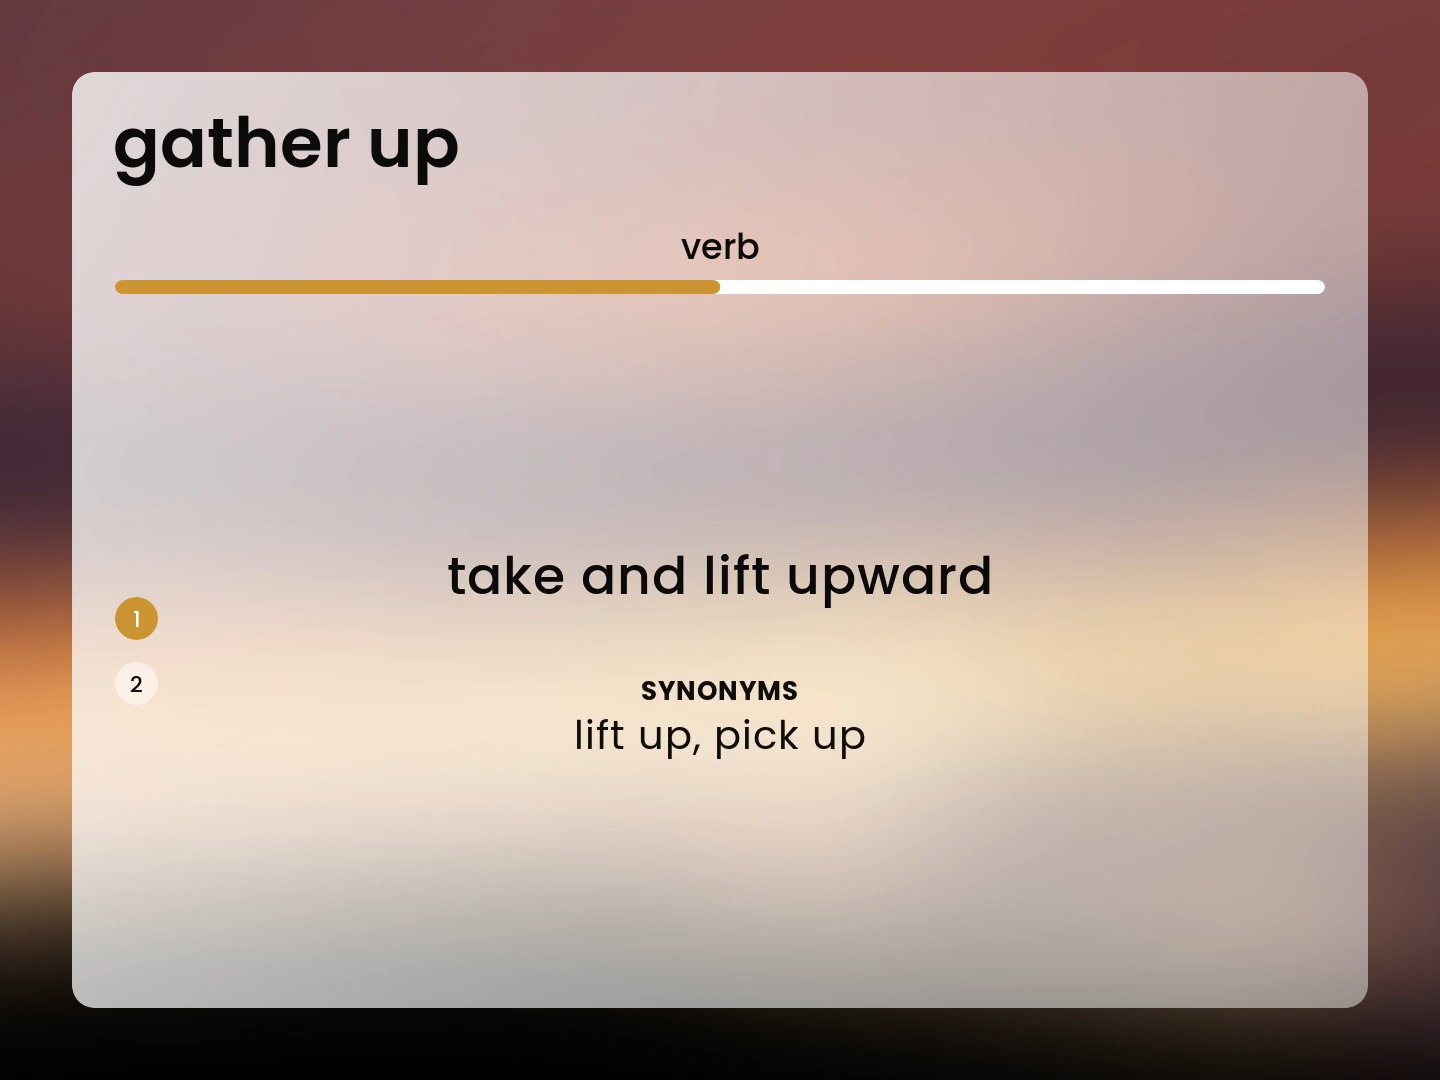 gather up
verb
take and lift upward
1
2
SYNONYMS
lift up, pick up